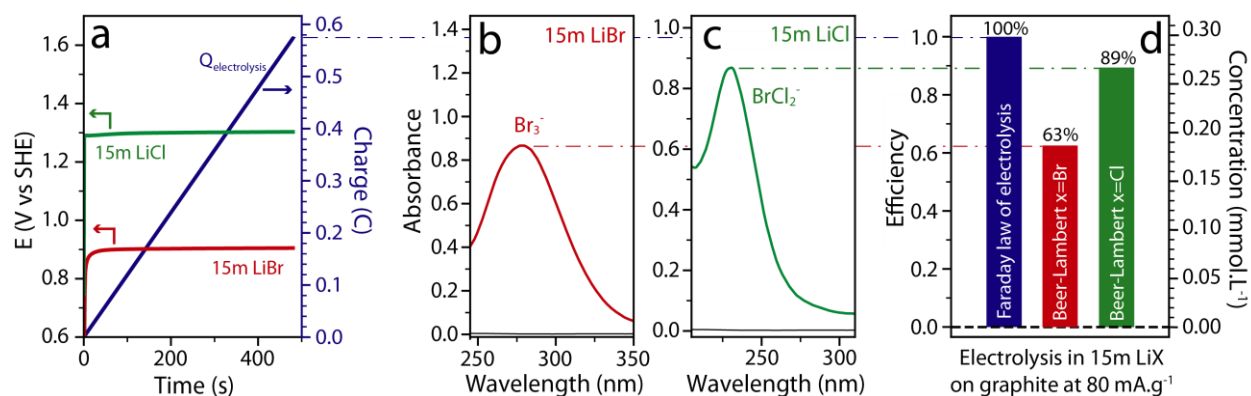 a
1.6
1.4
1.2
1.0
0.8
0.6
E (V vs SHE)
Q electrolysis
15m LiCl
15m LiBr
0 200 400
Time (s)
0.6
0.5
0.4
0.3
0.2
0.1
0.0
Charge (C)
b
15m LiBr
Br₃⁻
1.4
1.2
1.0
0.8
0.6
0.4
0.2
0.0
Absorbance
250 300 350
Wavelength (nm)
c
15m LiCl
BrCl₂⁻
1.0
0.8
0.6
0.4
0.2
0.0
250 300
Wavelength (nm)
d
100%
63%
89%
Faraday law of electrolysis
Beer-Lambert x=Br
Beer-Lambert x=Cl
1.0
0.8
0.6
0.4
0.2
0.0
Efficiency
0.30
0.25
0.20
0.15
0.10
0.05
0.00
Concentration (mmol.L⁻¹)
Electrolysis in 15m LiX
on graphite at 80 mA.g⁻¹